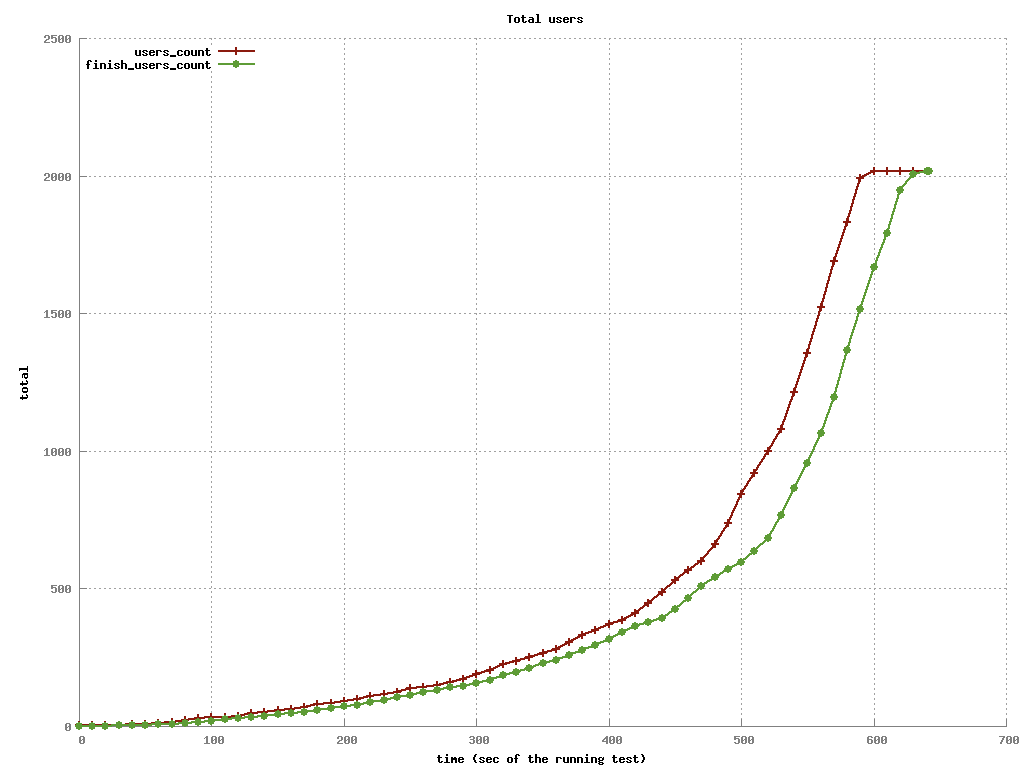 Total users
2500
users_count
finish_users_count
2000
1500
total
1000
500
0
0 100 200 300 400 500 600 700
time (sec of the running test)